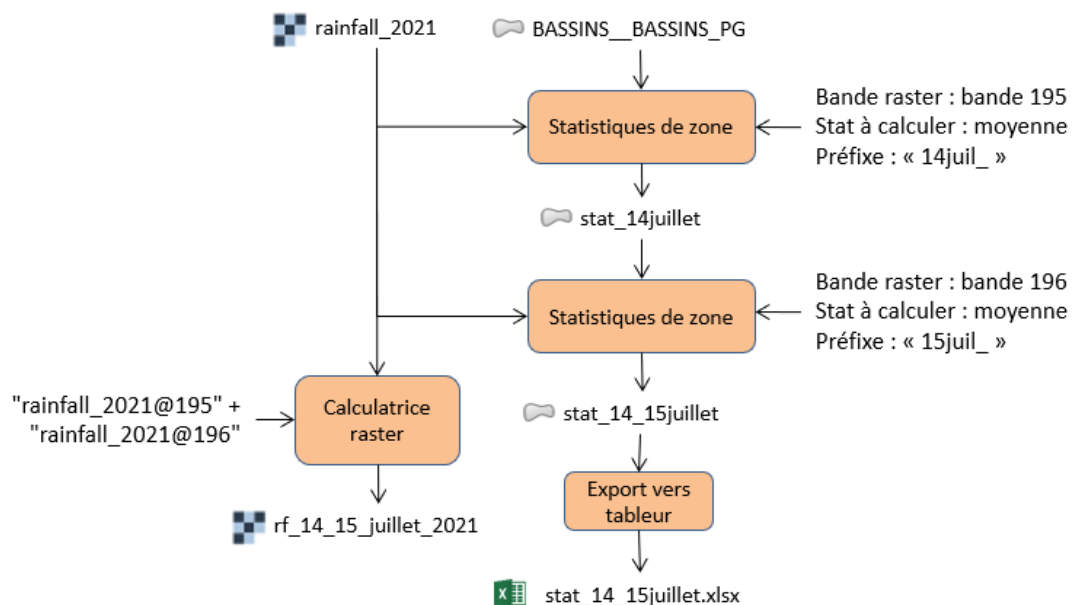 rainfall_2021
BASSINS__BASSINS_PG
Statistiques de zone
Bande raster : bande 195
Stat à calculer : moyenne
Préfixe : « 14juil_ »
stat_14juillet
Statistiques de zone
Bande raster : bande 196
Stat à calculer : moyenne
Préfixe : « 15juil_ »
"rainfall_2021@195" +
"rainfall_2021@196"
Calculatrice
raster
stat_14_15juillet
Export vers
tableur
rf_14_15_juillet_2021
stat_14_15juillet.xlsx